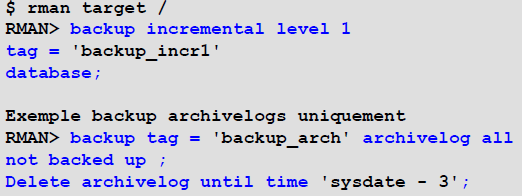 $ rman target /
RMAN> backup incremental level 1
tag = 'backup_incr1'
database;
Exemple backup archivelogs uniquement
RMAN> backup tag = 'backup_arch' archivelog all
not backed up ;
Delete archivelog until time 'sysdate - 3';